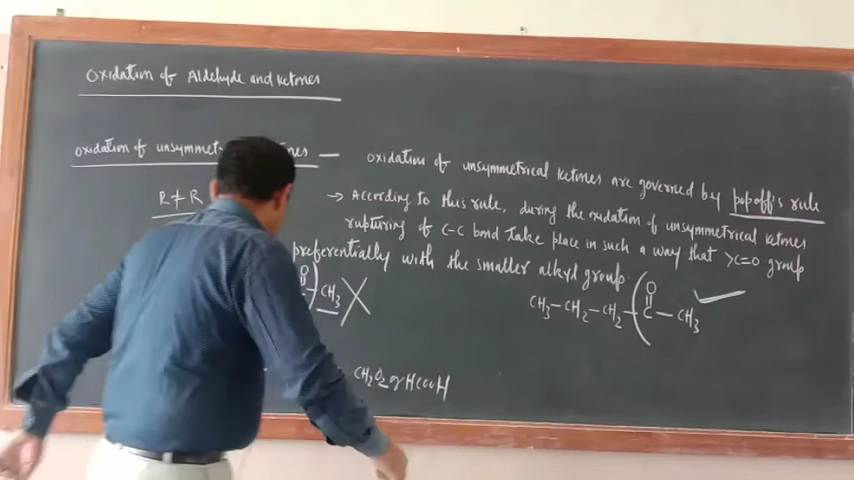 Oxidation of Aldehyde and ketones
oxidation of unsymmetri nes — oxidation of unsymmetrical ketones are governed by popoff's rule
R ≠ R
→ According to this rule, during the oxidation of unsymmetrical ketones
rupturing of C-C bond take place in such a way that >C=O group
preferentially with the smaller alkyl group.
O
CH3
O
CH3-CH2-CH2-C-CH3
CH2O2 or HCOOH